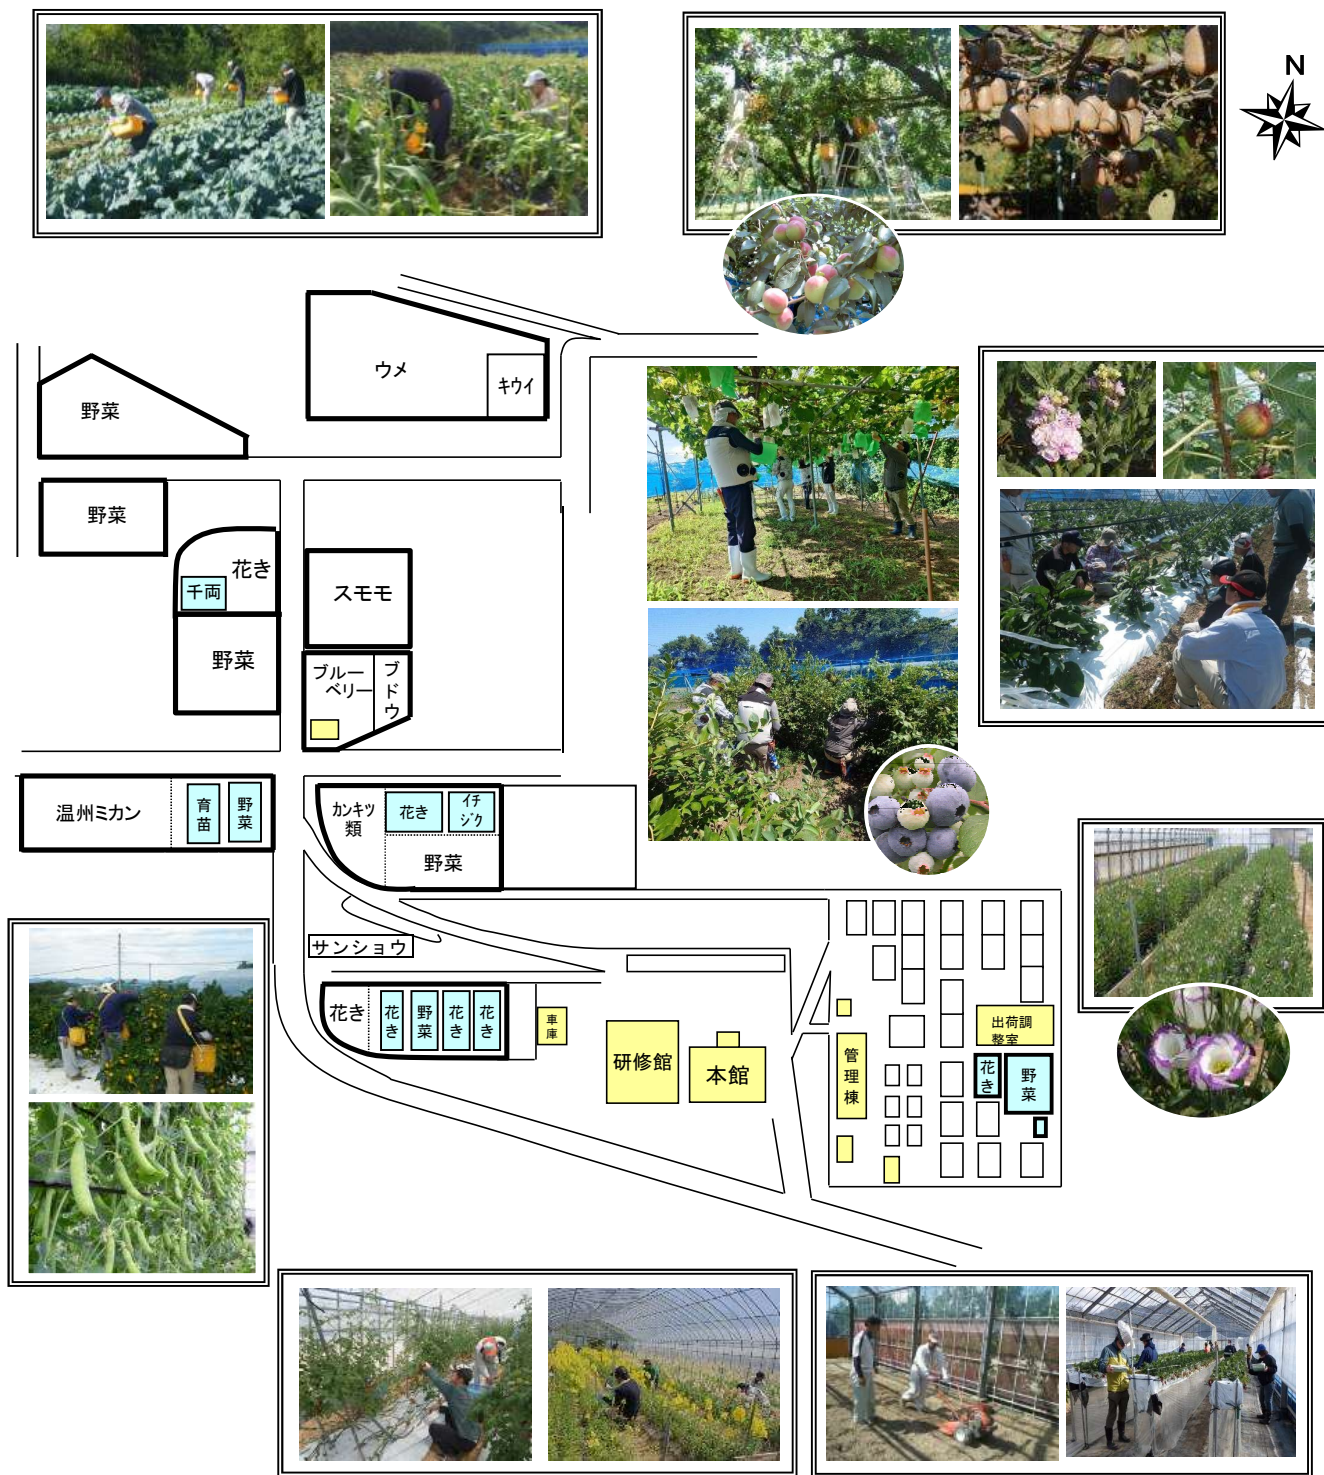 N
ウメ
キウイ
野菜
野菜
花き
千両
野菜
スモモ
ブルー
ベリー
ブドウ
温州ミカン
育苗
野菜
カンキツ
類
花き
イチ
ジク
野菜
サンショウ
花き
花き
野菜
花き
花き
車庫
研修館
本館
管理棟
出荷調
整室
花き
野菜